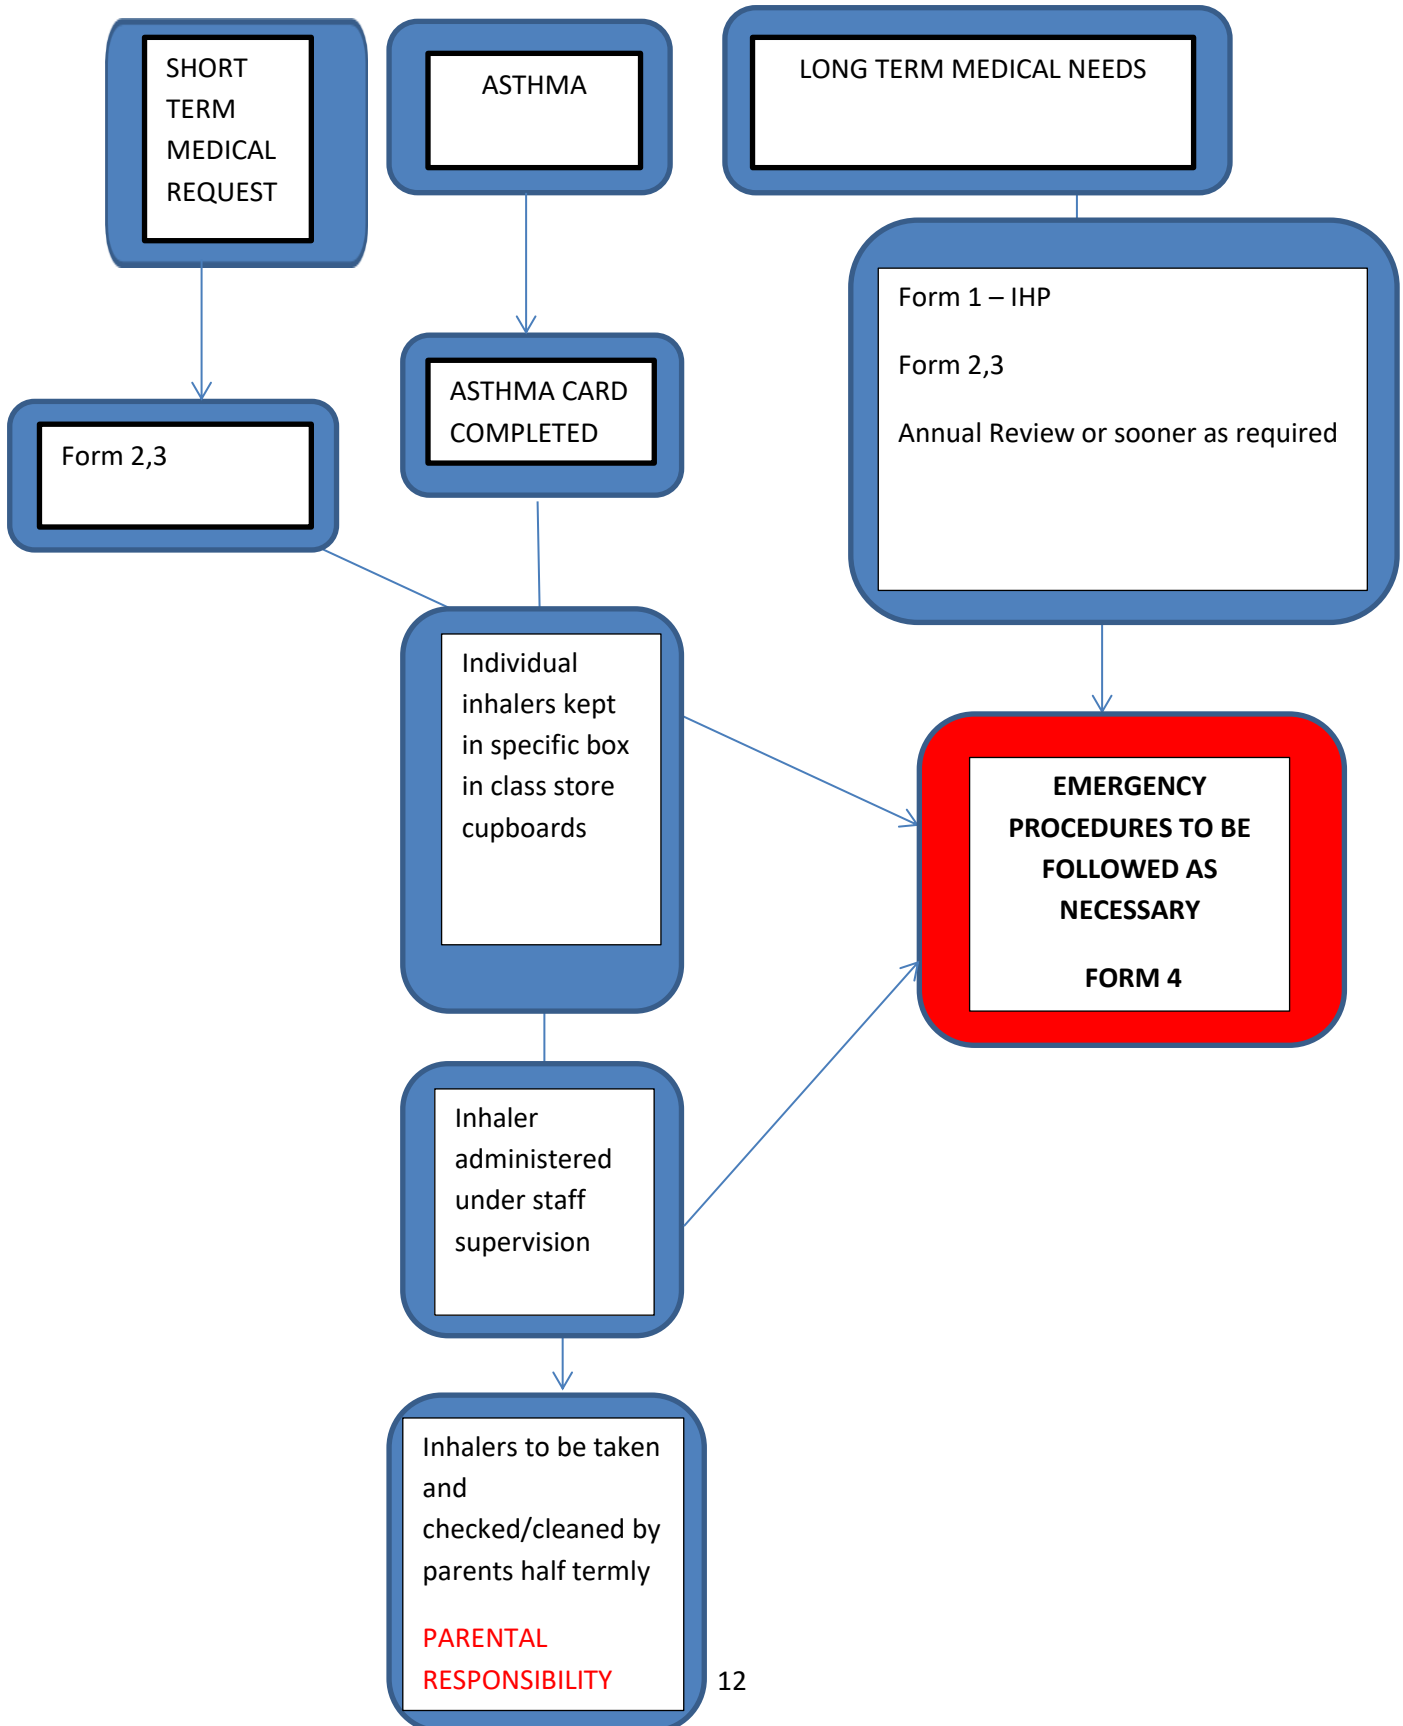 SHORT
TERM
MEDICAL
REQUEST
ASTHMA
LONG TERM MEDICAL NEEDS
Form 2,3
ASTHMA CARD
COMPLETED
Form 1 – IHP
Form 2,3
Annual Review or sooner as required
Individual
inhalers kept
in specific box
in class store
cupboards
EMERGENCY
PROCEDURES TO BE
FOLLOWED AS
NECESSARY
FORM 4
Inhaler
administered
under staff
supervision
Inhalers to be taken
and
checked/cleaned by
parents half termly
PARENTAL
RESPONSIBILITY
12